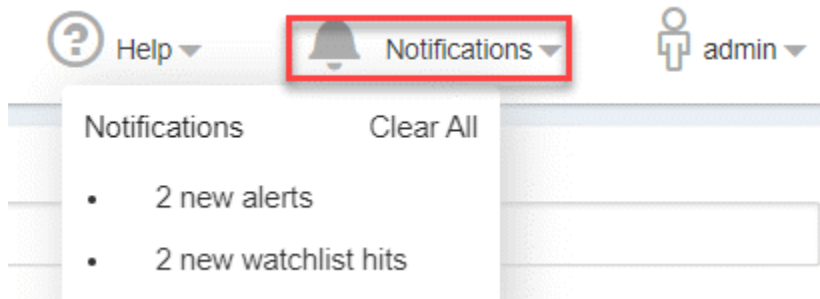 Help Notifications admin
Notifications Clear All
• 2 new alerts
• 2 new watchlist hits